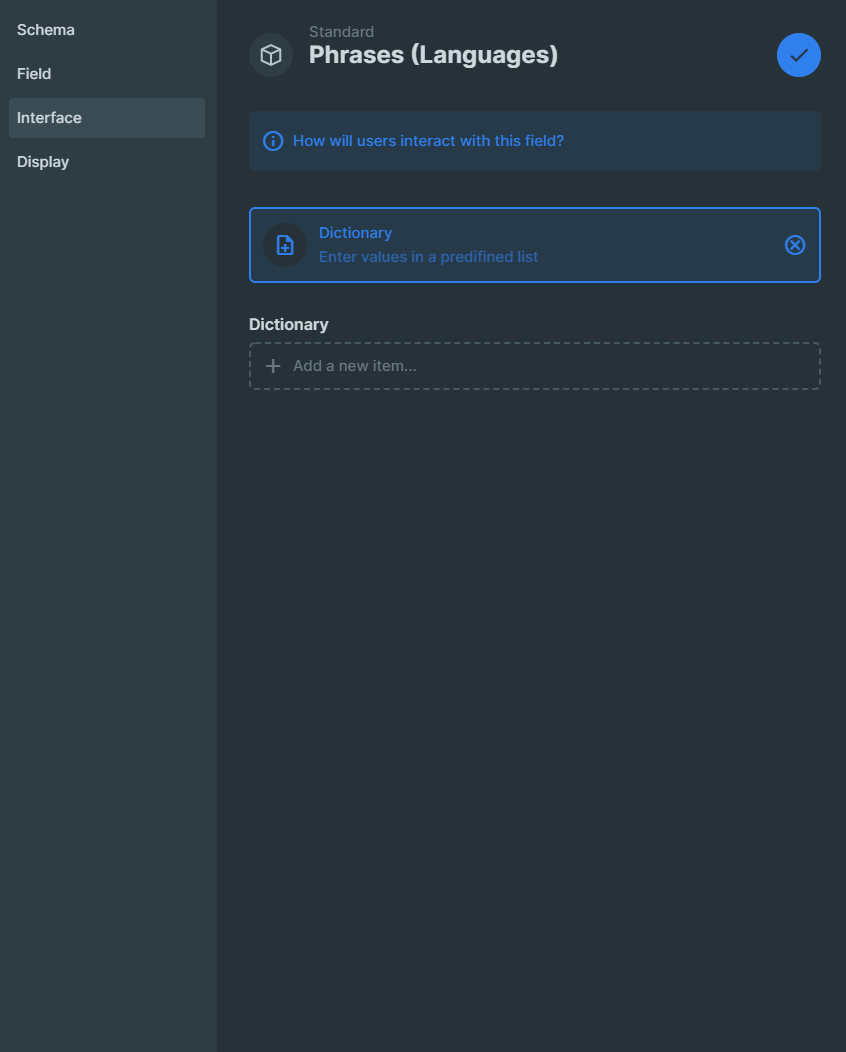 Schema
Field
Interface
Display
Standard
Phrases (Languages)
How will users interact with this field?
Dictionary
Enter values in a predifined list
Dictionary
Add a new item...